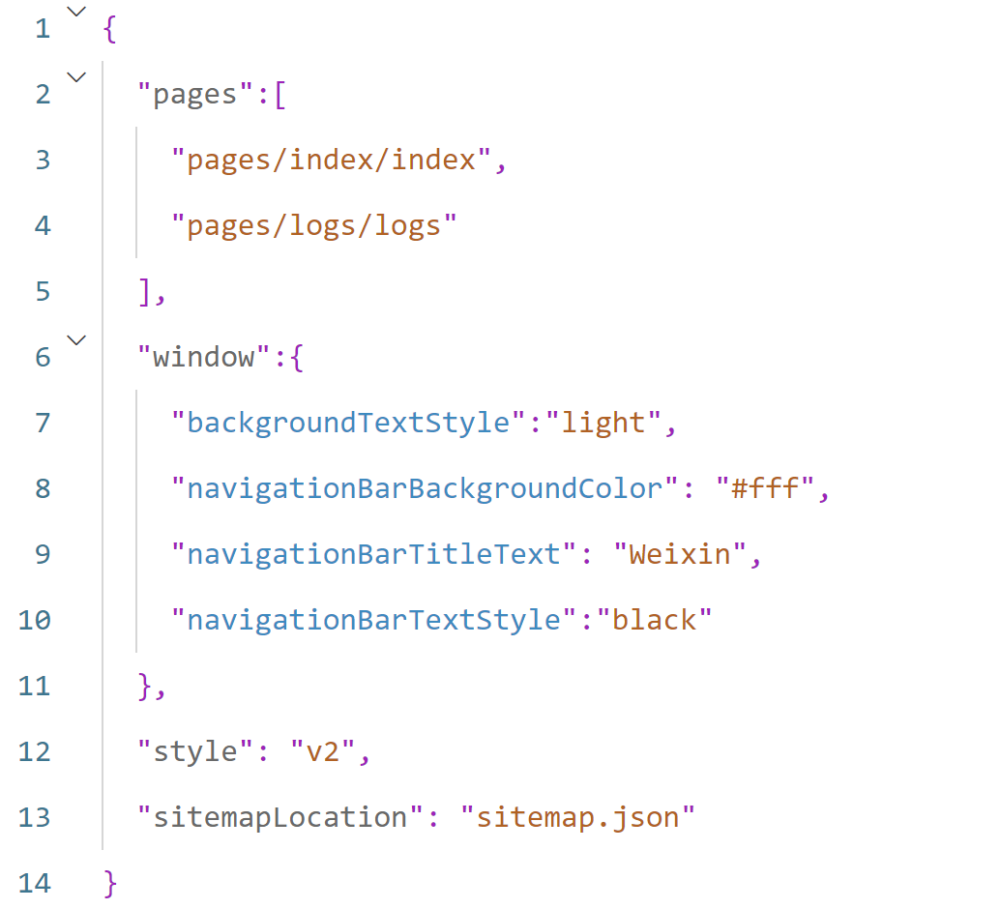 1 {
2 "pages":[
3 "pages/index/index",
4 "pages/logs/logs"
5 ],
6 "window":{
7 "backgroundTextStyle":"light",
8 "navigationBarBackgroundColor": "#fff",
9 "navigationBarTitleText": "Weixin",
10 "navigationBarTextStyle":"black"
11 },
12 "style": "v2",
13 "sitemapLocation": "sitemap.json"
14 }